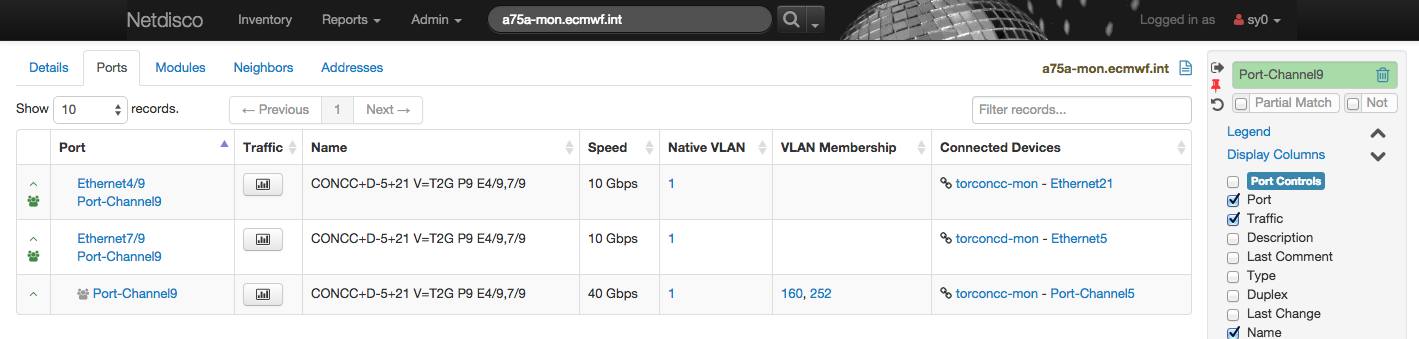 Netdisco Inventory Reports Admin a75a-mon.ecmwf.int Logged in as sy0
Details Ports Modules Neighbors Addresses a75a-mon.ecmwf.int
Show 10 records. ← Previous 1 Next → Filter records...
Port Traffic Name Speed Native VLAN VLAN Membership Connected Devices
Ethernet4/9 CONCC+D-5+21 V=T2G P9 E4/9,7/9 10 Gbps 1 torconcc-mon - Ethernet21
Port-Channel9
Ethernet7/9 CONCC+D-5+21 V=T2G P9 E4/9,7/9 10 Gbps 1 torconcd-mon - Ethernet5
Port-Channel9
Port-Channel9 CONCC+D-5+21 V=T2G P9 E4/9,7/9 40 Gbps 1 160, 252 torconcc-mon - Port-Channel5
Port-Channel9
Partial Match Not
Legend
Display Columns
Port Controls
Port
Traffic
Description
Last Comment
Type
Duplex
Last Change
Name